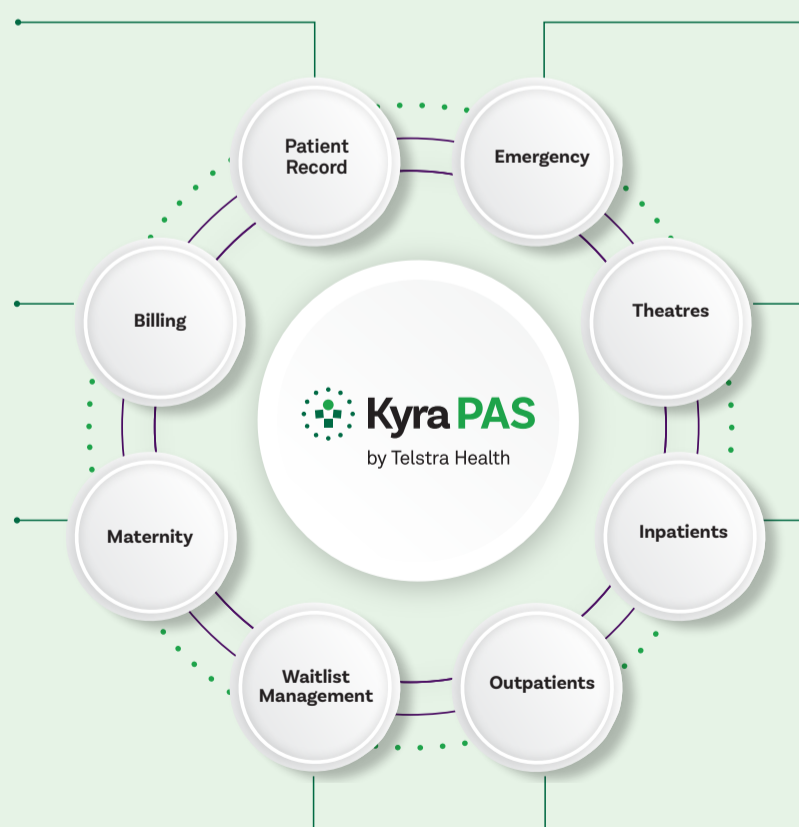 Patient
Record
Emergency
Billing
Theatres
Kyra PAS
by Telstra Health
Maternity
Inpatients
Waitlist
Management
Outpatients